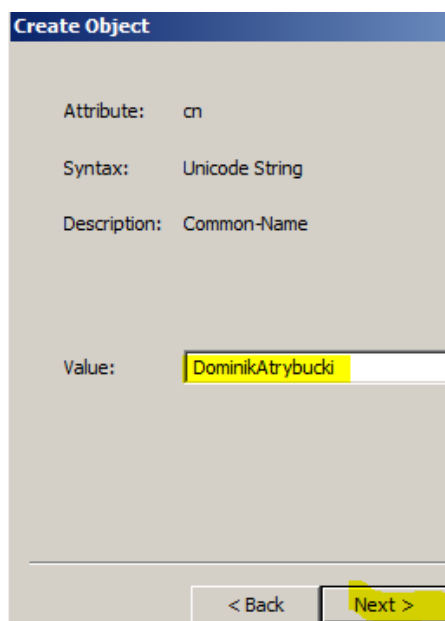 Create Object
Attribute: cn
Syntax: Unicode String
Description: Common-Name
Value: DominikAtrybucki
< Back Next >